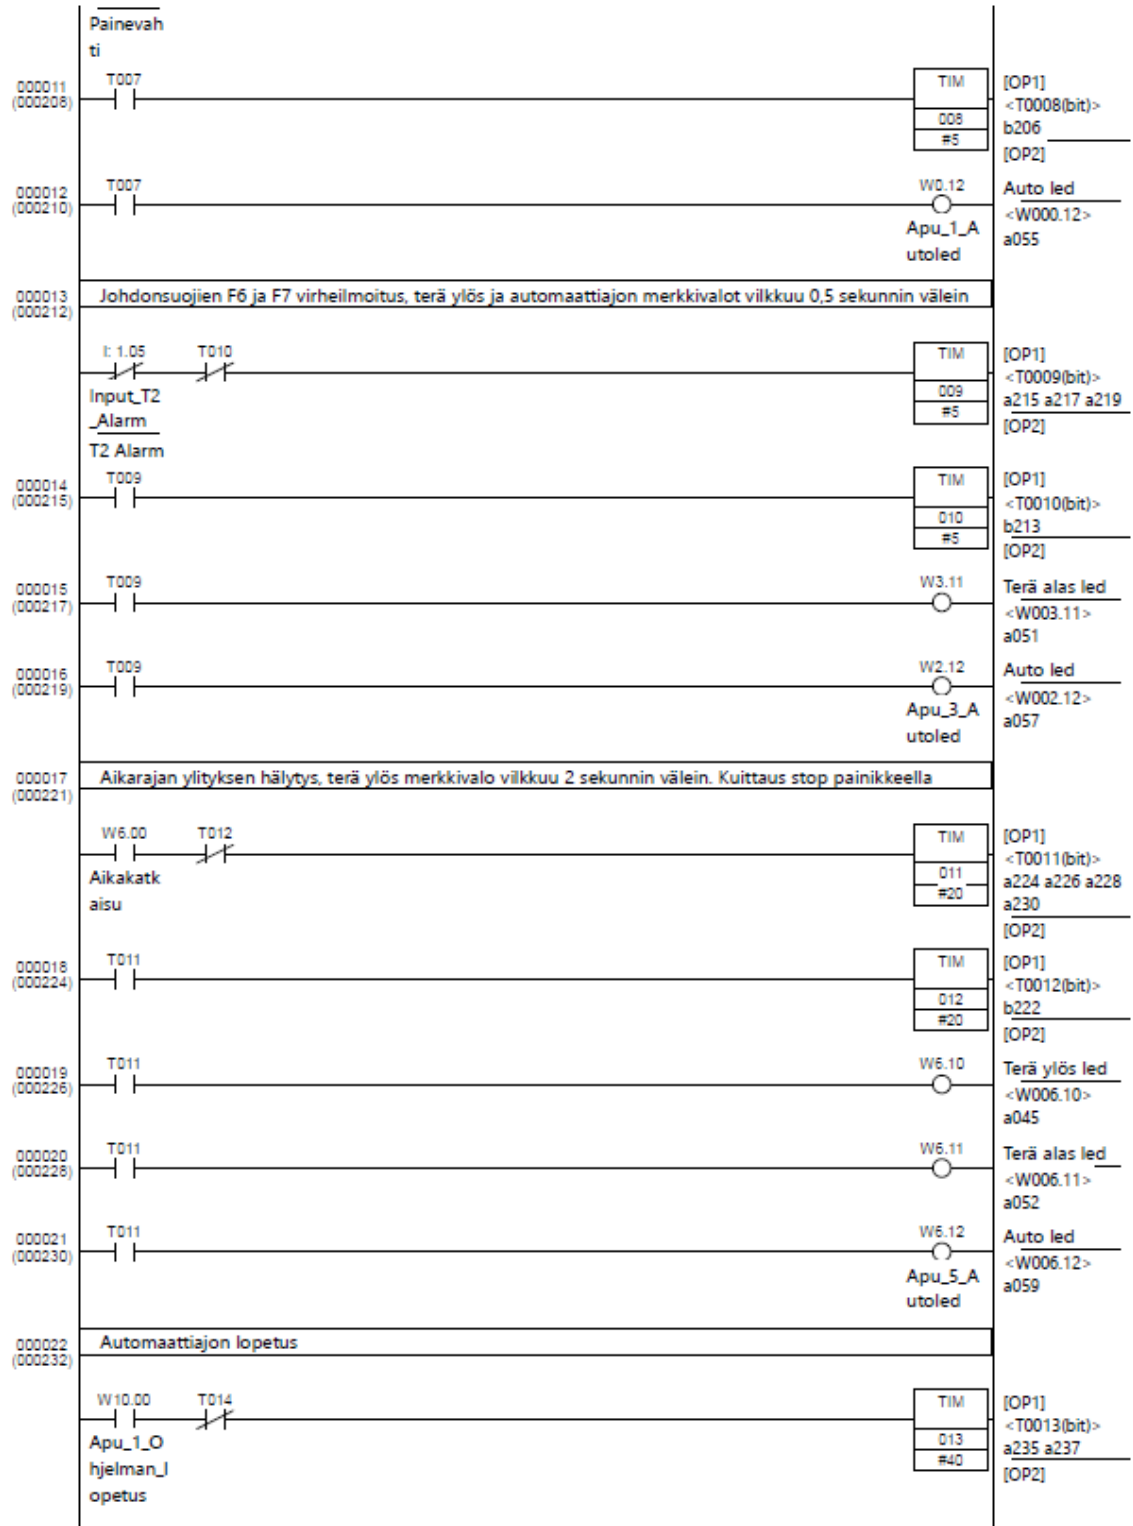 Painevah
ti
000011
(000208)
T007
TIM
008
#5
[OP1]
<T0008(bit)>
b206
[OP2]
000012
(000210)
T007
W0.12
Apu_1_A
utoled
Auto led
<W000.12>
a055
000013
(000212)
Johdonsuojien F6 ja F7 virheilmoitus, terä ylös ja automaattiajon merkkivalot vilkkuu 0,5 sekunnin välein
I: 1.05
T010
Input_T2
_Alarm
T2 Alarm
TIM
009
#5
[OP1]
<T0009(bit)>
a215 a217 a219
[OP2]
000014
(000215)
T009
TIM
010
#5
[OP1]
<T0010(bit)>
b213
[OP2]
000015
(000217)
T009
W3.11
Terä alas led
<W003.11>
a051
000016
(000219)
T009
W2.12
Apu_3_A
utoled
Auto led
<W002.12>
a057
000017
(000221)
Aikarajan ylityksen hälytys, terä ylös merkkivalo vilkkuu 2 sekunnin välein. Kuittaus stop painikkeella
W6.00
T012
Aikakatk
aisu
TIM
011
#20
[OP1]
<T0011(bit)>
a224 a226 a228
a230
[OP2]
000018
(000224)
T011
TIM
012
#20
[OP1]
<T0012(bit)>
b222
[OP2]
000019
(000226)
T011
W6.10
Terä ylös led
<W006.10>
a045
000020
(000228)
T011
W6.11
Terä alas led
<W006.11>
a052
000021
(000230)
T011
W6.12
Apu_5_A
utoled
Auto led
<W006.12>
a059
000022
(000232)
Automaattiajon lopetus
W10.00
T014
Apu_1_O
hjelman_l
opetus
TIM
013
#40
[OP1]
<T0013(bit)>
a235 a237
[OP2]